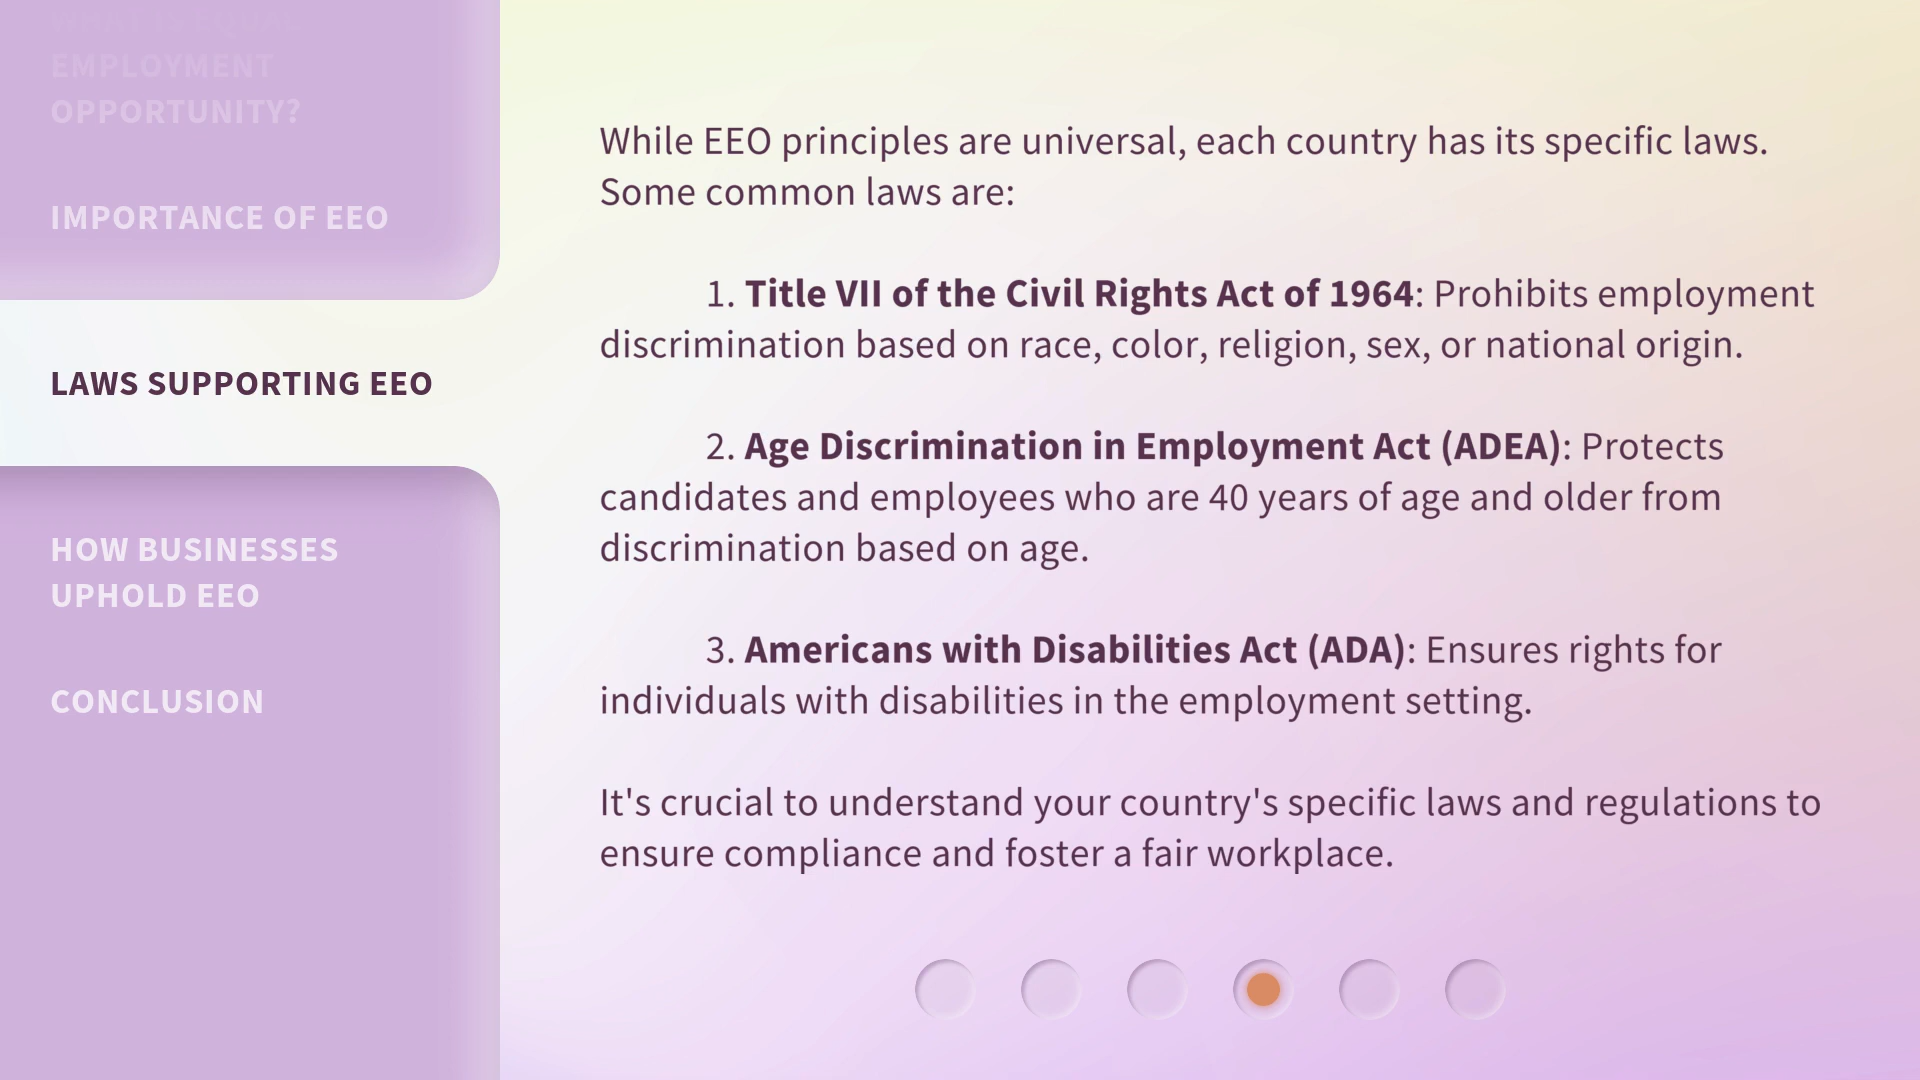 WHAT IS EQUAL
EMPLOYMENT
OPPORTUNITY?
IMPORTANCE OF EEO
LAWS SUPPORTING EEO
HOW BUSINESSES
UPHOLD EEO
CONCLUSION
While EEO principles are universal, each country has its specific laws.
Some common laws are:
1. Title VII of the Civil Rights Act of 1964: Prohibits employment
discrimination based on race, color, religion, sex, or national origin.
2. Age Discrimination in Employment Act (ADEA): Protects
candidates and employees who are 40 years of age and older from
discrimination based on age.
3. Americans with Disabilities Act (ADA): Ensures rights for
individuals with disabilities in the employment setting.
It's crucial to understand your country's specific laws and regulations to
ensure compliance and foster a fair workplace.